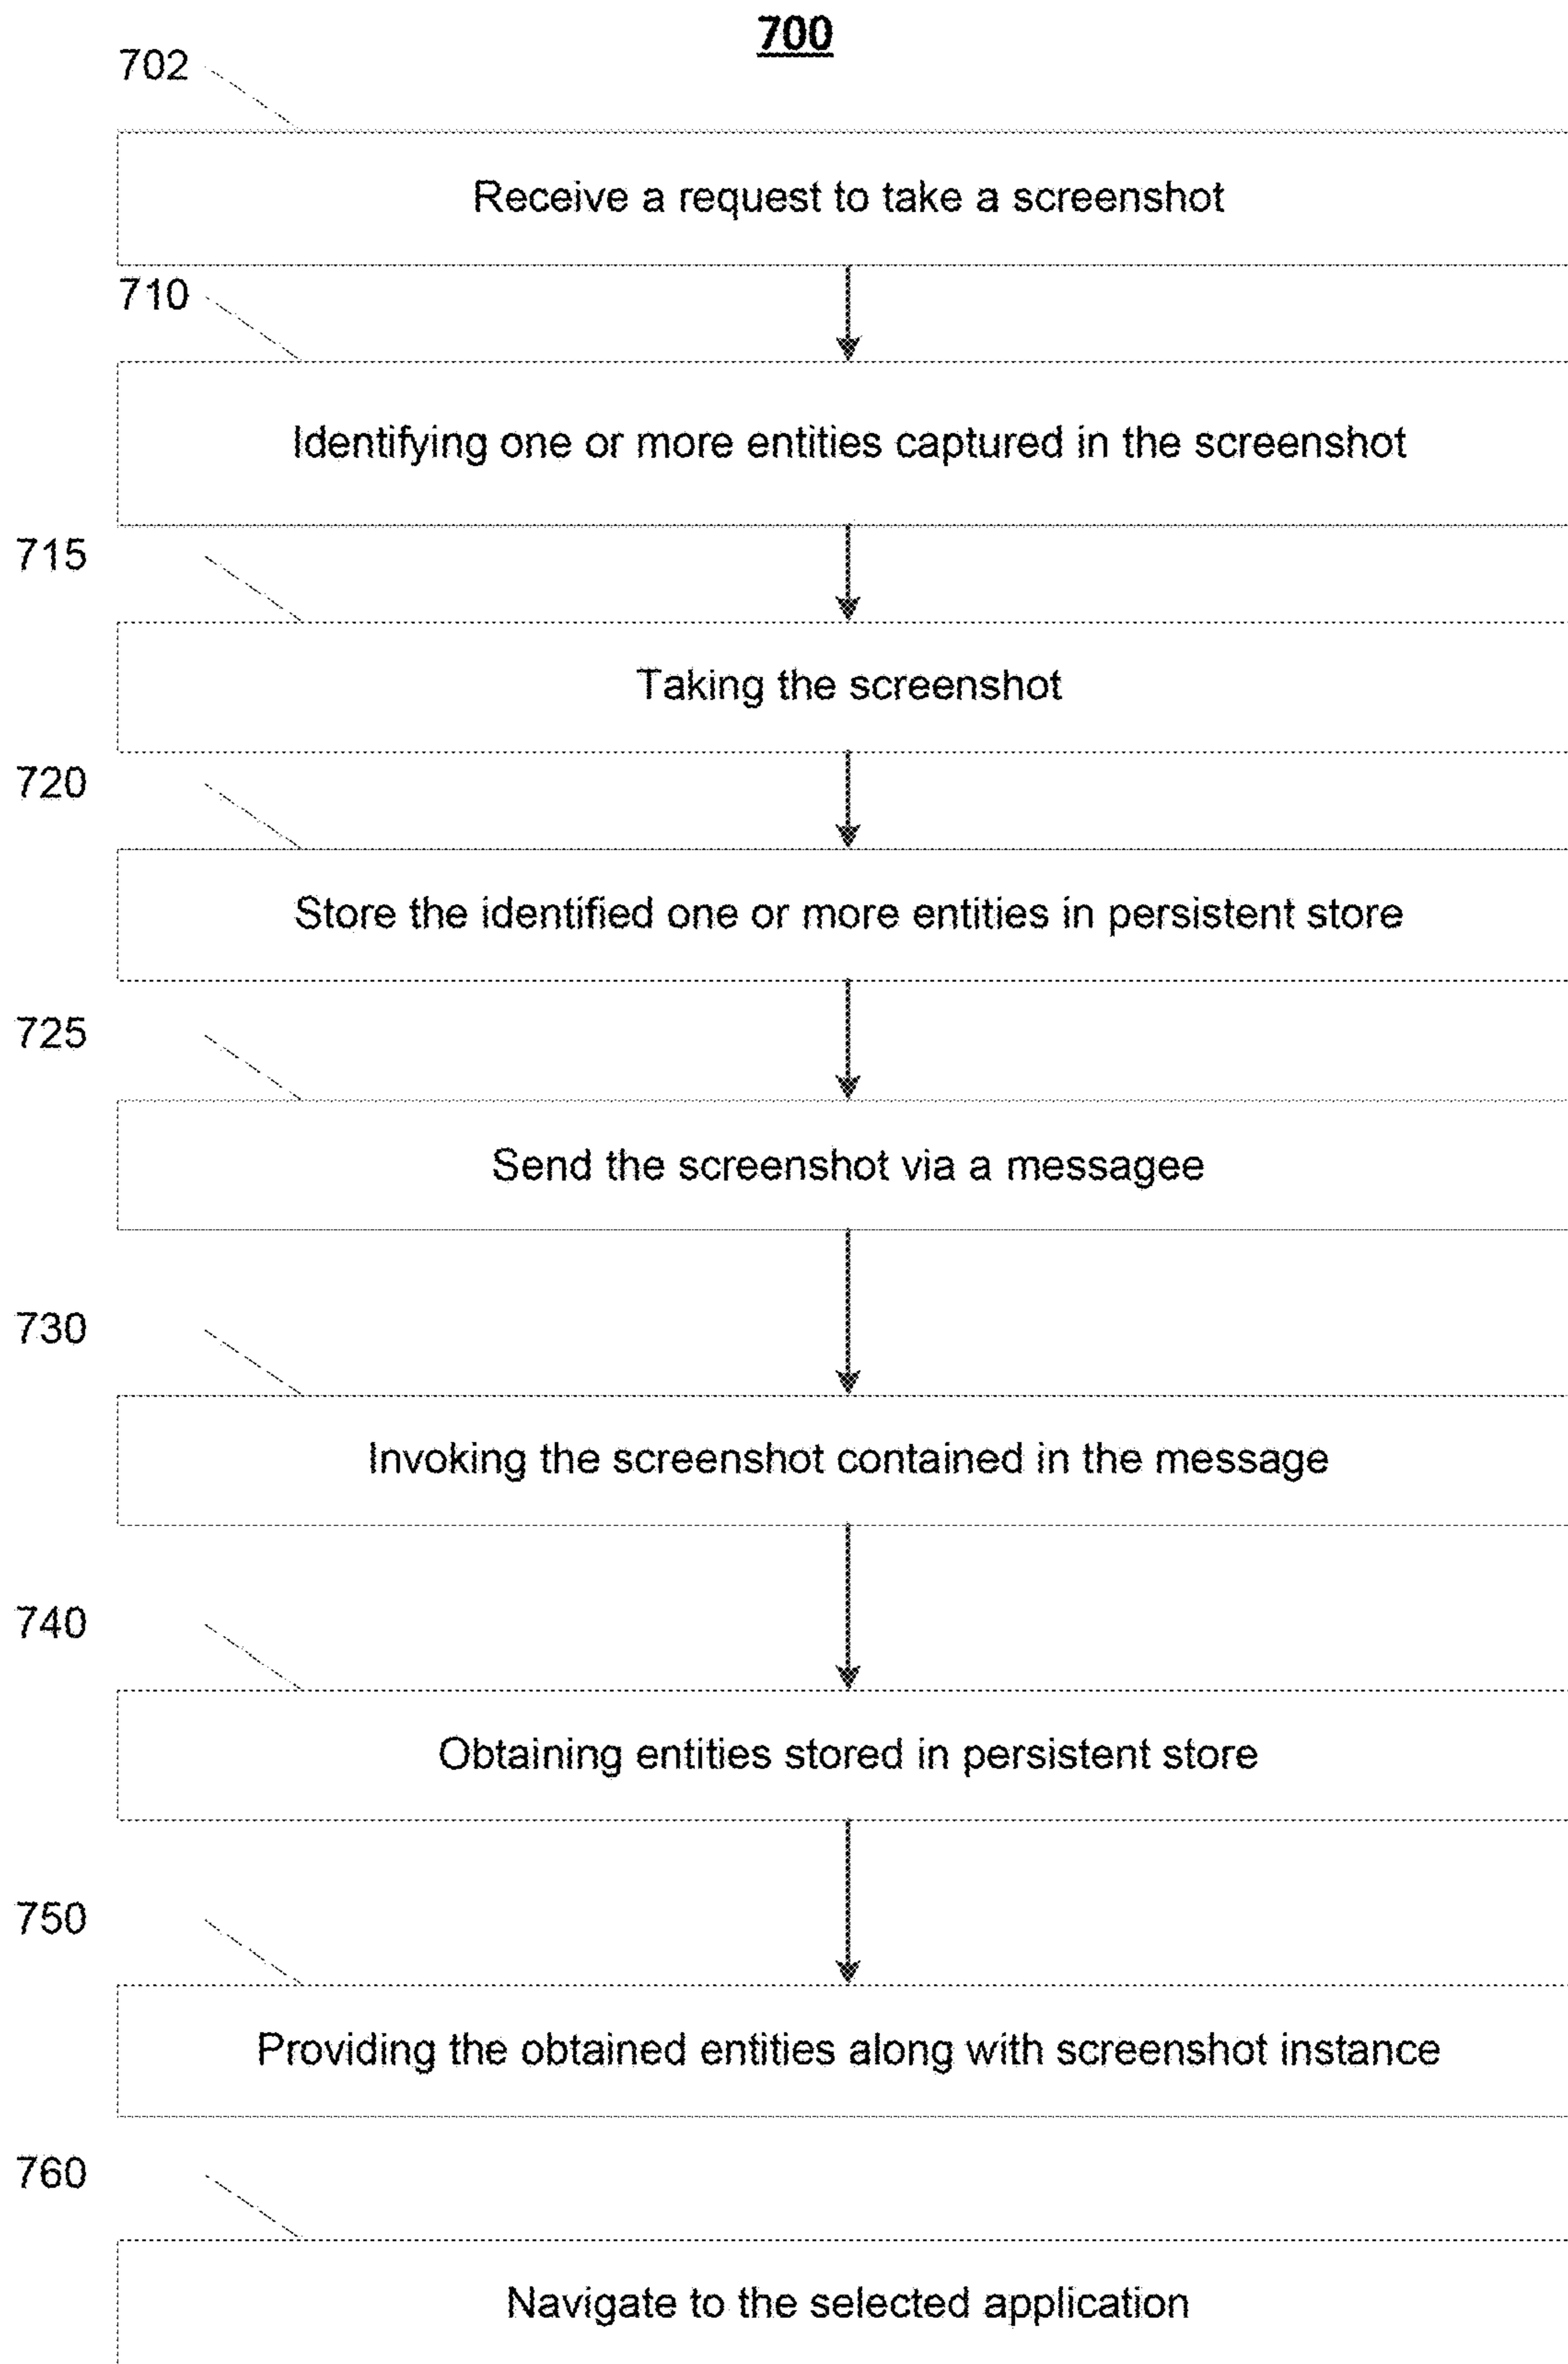 700
702
Receive a request to take a screenshot
710
Identifying one or more entities captured in the screenshot
715
Taking the screenshot
720
Store the identified one or more entities in persistent store
725
Send the screenshot via a messagee
730
Invoking the screenshot contained in the message
740
Obtaining entities stored in persistent store
750
Providing the obtained entities along with screenshot instance
760
Navigate to the selected application